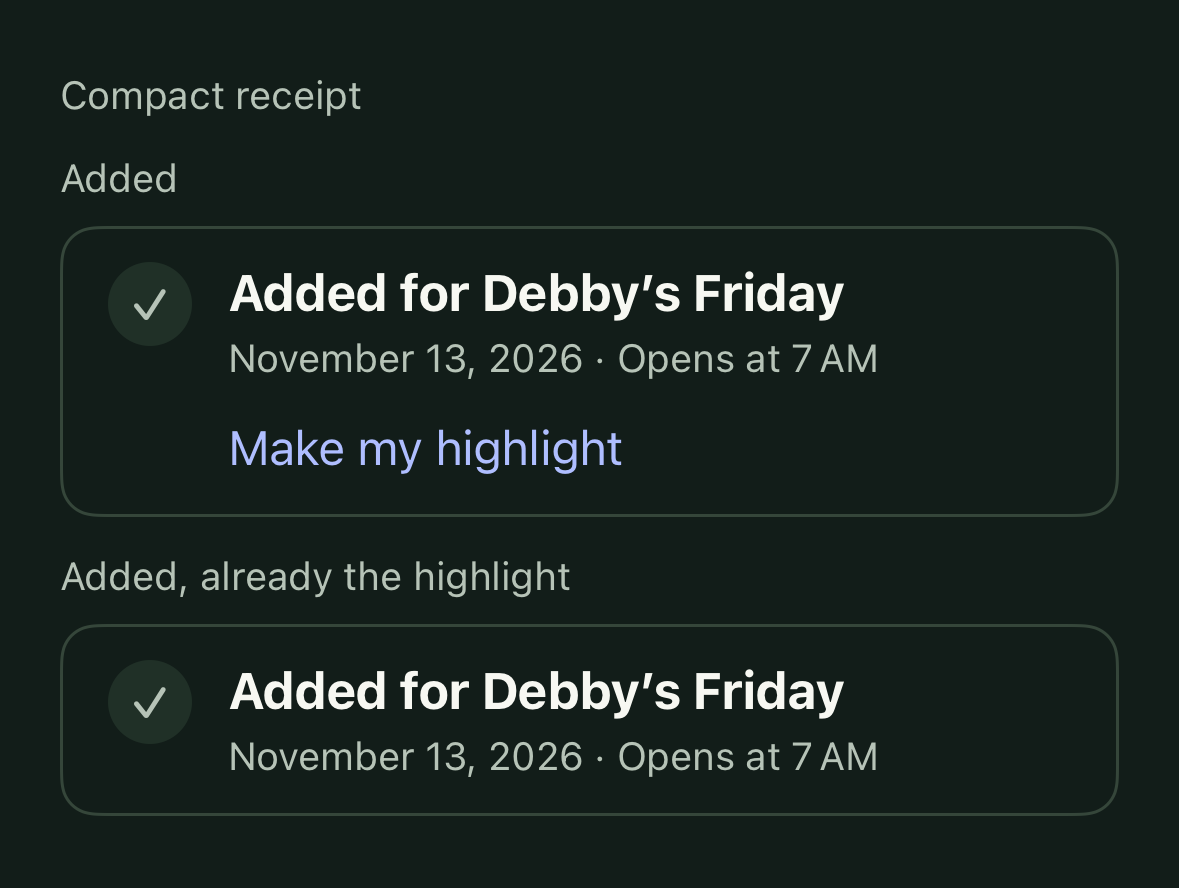 Compact receipt
Added
Added for Debby’s Friday
November 13, 2026 · Opens at 7 AM
Make my highlight
Added, already the highlight
Added for Debby’s Friday
November 13, 2026 · Opens at 7 AM